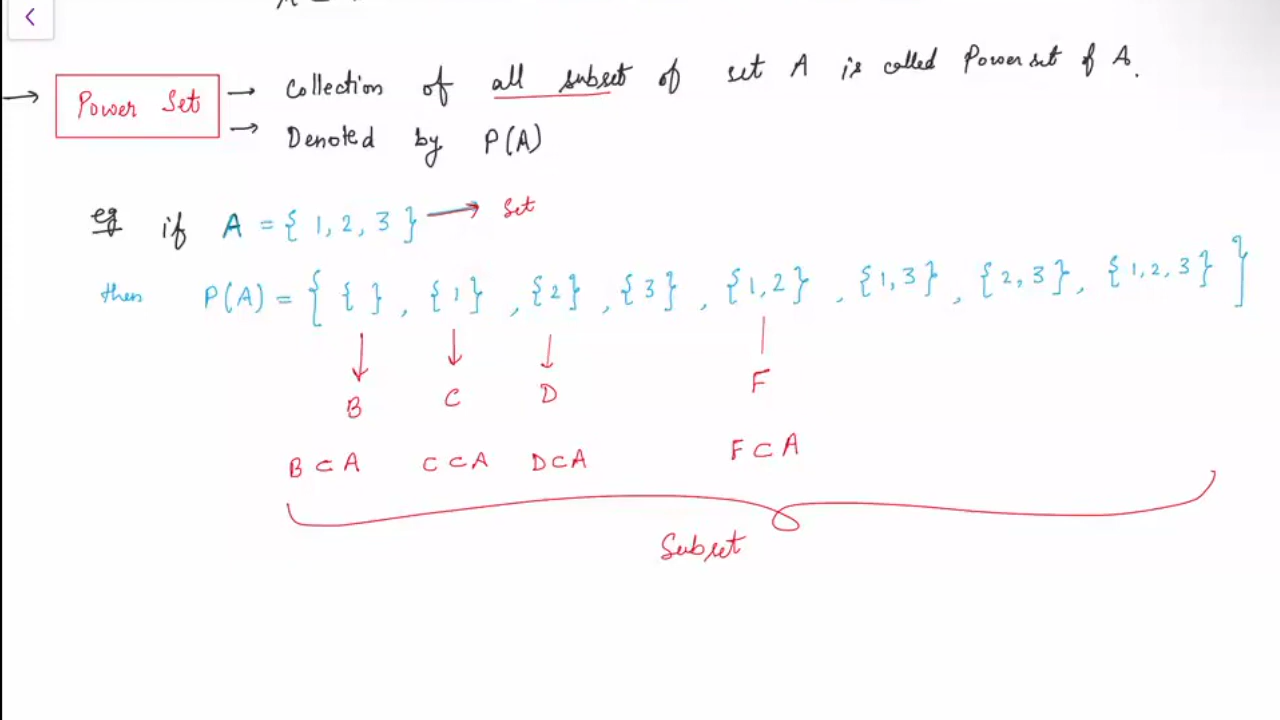 → Power Set → Collection of all subset of set A is called Power set of A.
→ Denoted by P(A)
eg if A = { 1, 2, 3 } → Set
then P(A) = { { } , {1} , {2} , {3} , {1,2} , {1,3} , {2,3} , {1,2,3} }
B C D F
B ⊂ A C ⊂ A D ⊂ A F ⊂ A
Subset